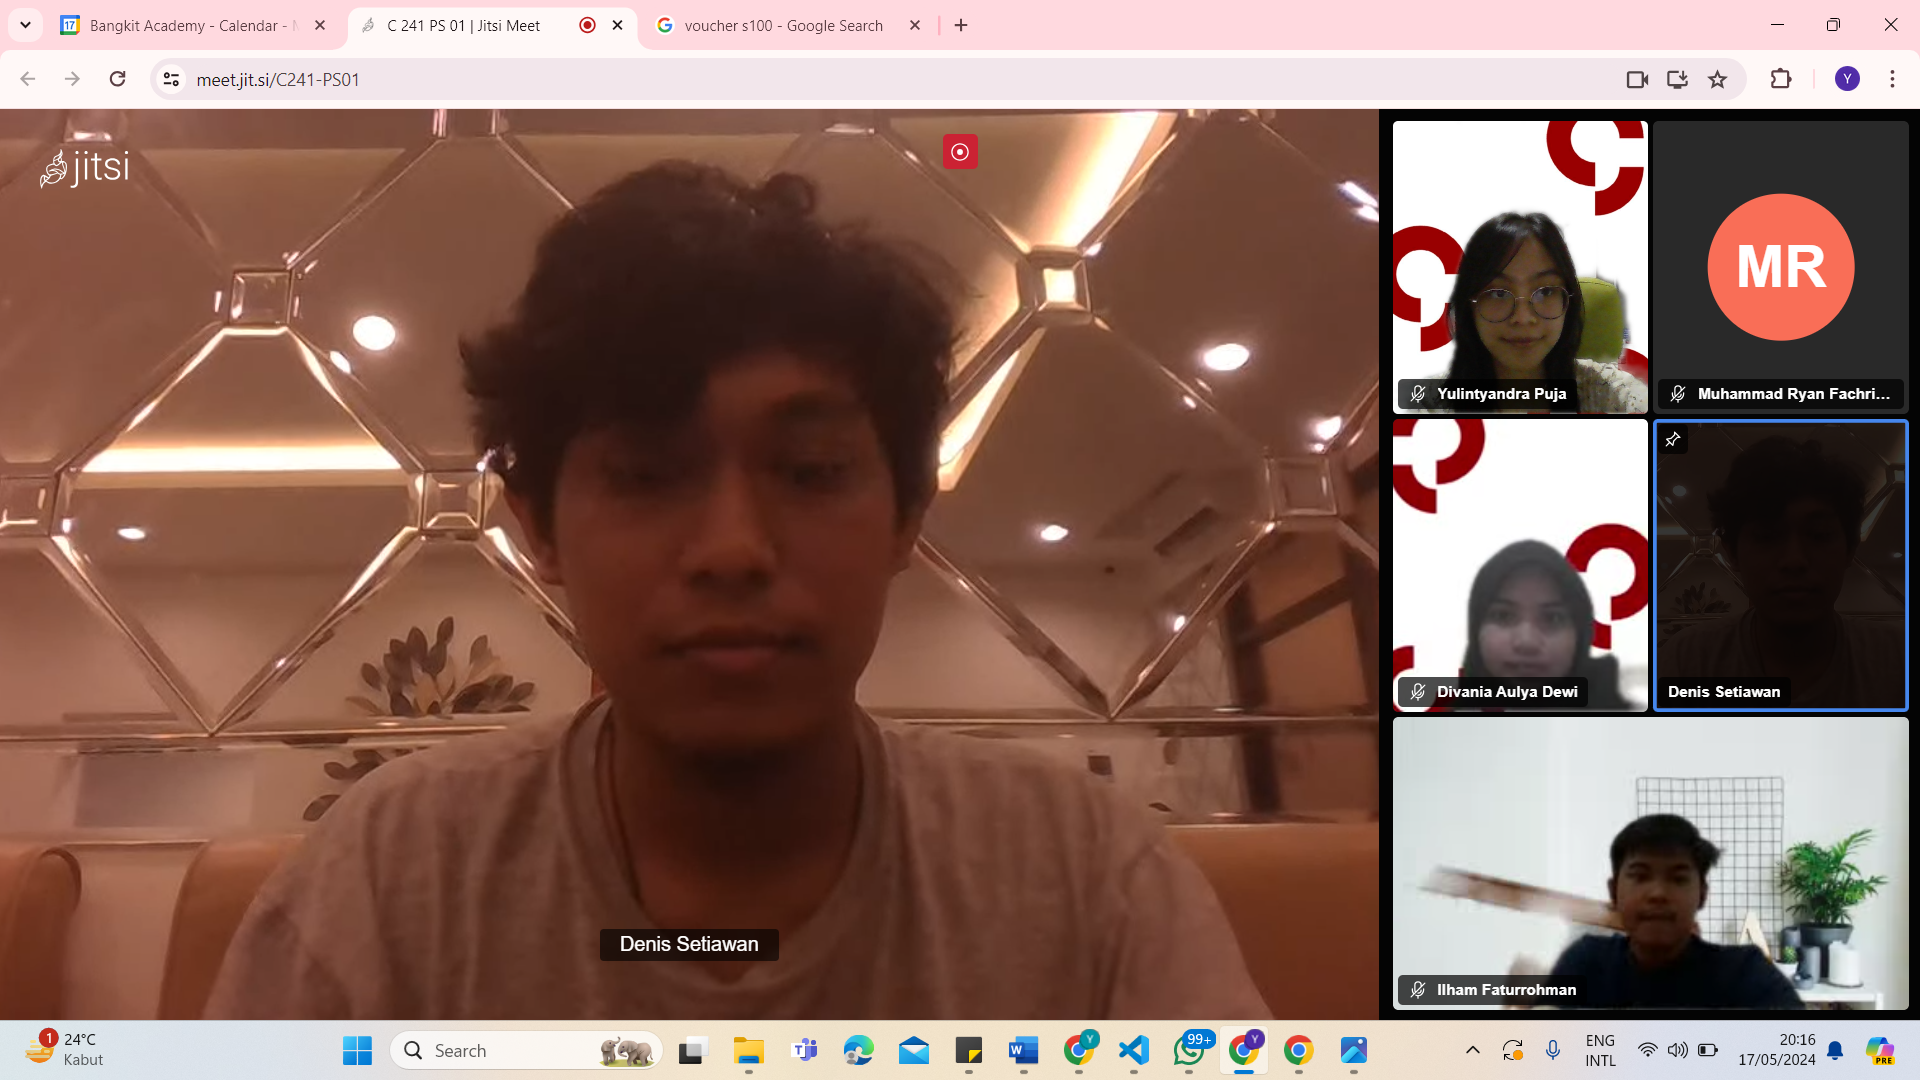 Bangkit Academy - Calendar - M
C 241 PS 01 | Jitsi Meet
voucher s100 - Google Search
meet.jit.si/C241-PS01
Y
jitsi
MR
Yulintyandra Puja
Muhammad Ryan Fachri...
Divania Aulya Dewi
Denis Setiawan
Denis Setiawan
Ilham Faturrohman
1
24°C
Kabut
Search
99+
ENG
INTL
20:16
17/05/2024
PRE